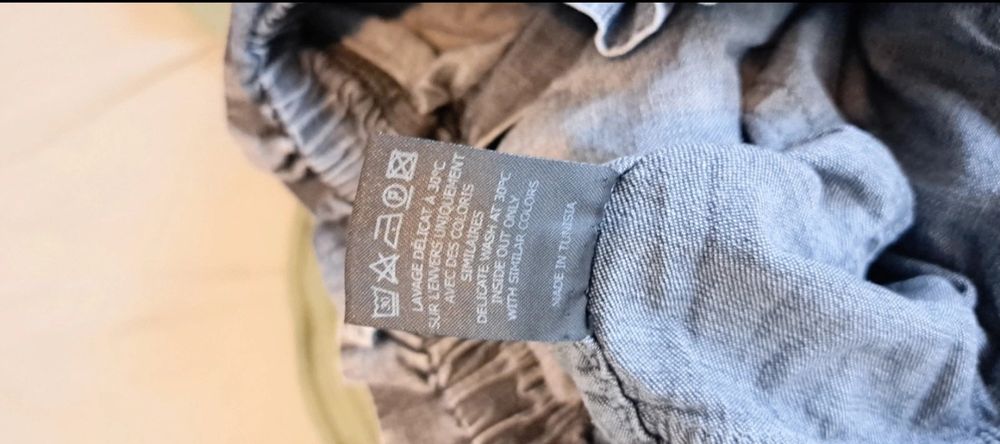 30 P
LAVAGE DÉLICAT À 30°C
SUR L'ENVERS UNIQUEMENT
AVEC DES COLORIS
SIMILAIRES
DELICATE WASH AT 30°C
INSIDE OUT ONLY
WITH SIMILAR COLORS
MADE IN TUNISIA